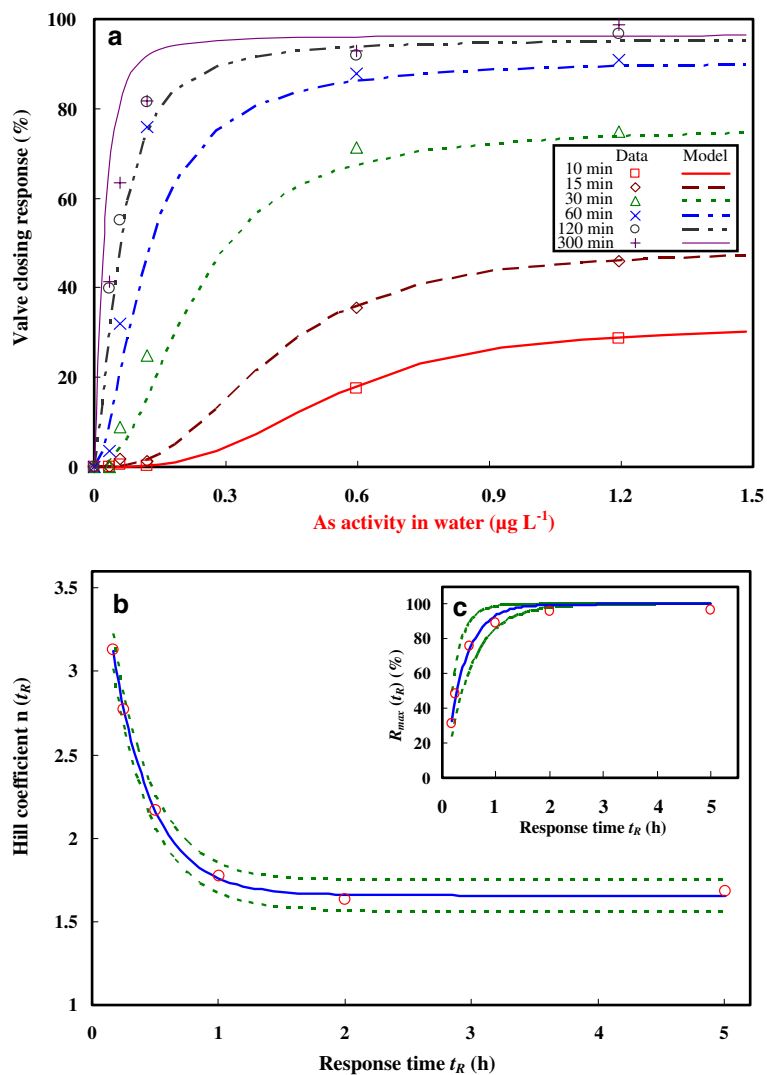 a
Valve closing response (%)
100
80
60
40
20
0
0
0.3
0.6
0.9
1.2
1.5
As activity in water (µg L⁻¹)
Data Model
10 min
15 min
30 min
60 min
120 min
300 min
b
Hill coefficient n (tR)
3.5
3
2.5
2
1.5
1
0 1 2 3 4 5
Response time tR (h)
c
Rmax (tR) (%)
100
80
60
40
20
0
0 1 2 3 4 5
Response time tR (h)